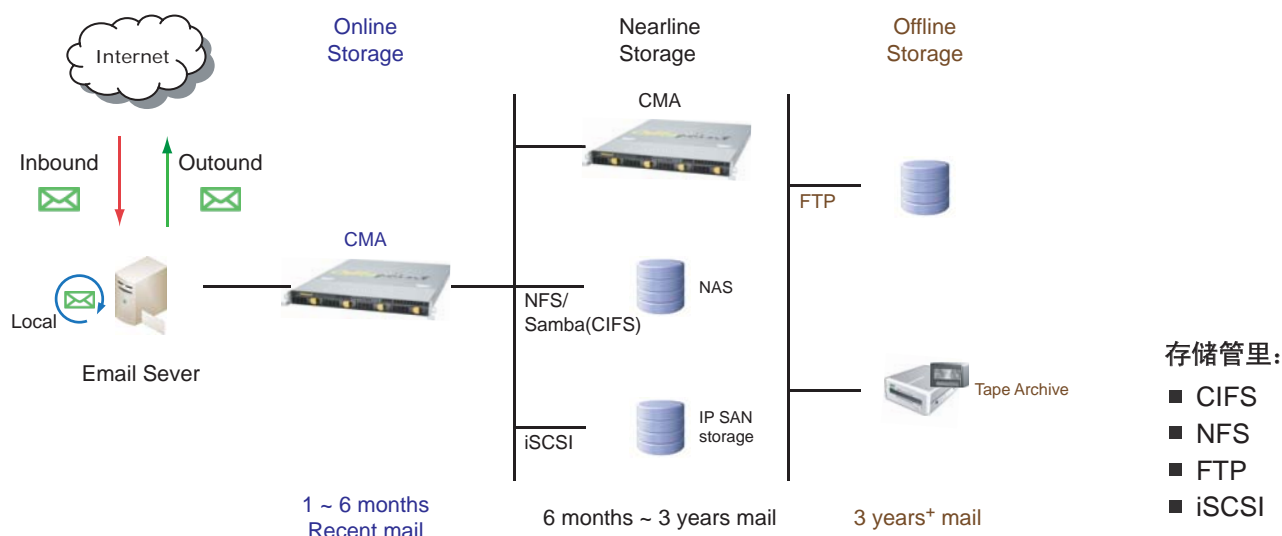 Internet
Online
Storage
Nearline
Storage
Offline
Storage
CMA
Inbound
Outound
FTP
CMA
NFS/
Samba(CIFS)
NAS
Local
Email Sever
Tape Archive
iSCSI
IP SAN
storage
1 ~ 6 months
Recent mail
6 months ~ 3 years mail
3 years+ mail
存储管里：
■ CIFS
■ NFS
■ FTP
■ iSCSI